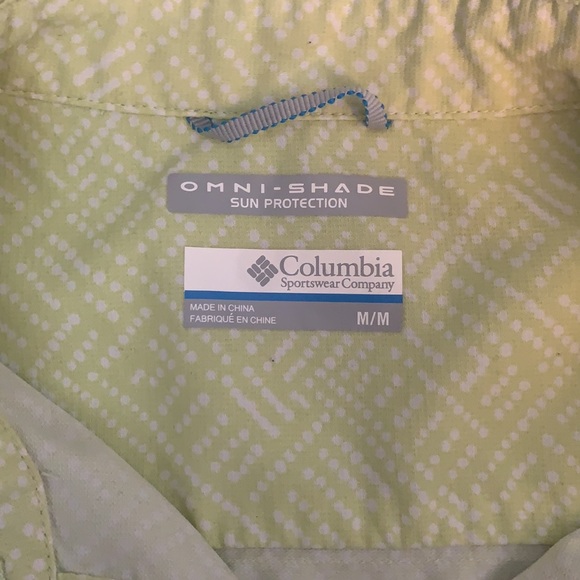 OMNI-SHADE
SUN PROTECTION
Columbia
Sportswear Company
MADE IN CHINA
FABRIQUÉ EN CHINE
M/M